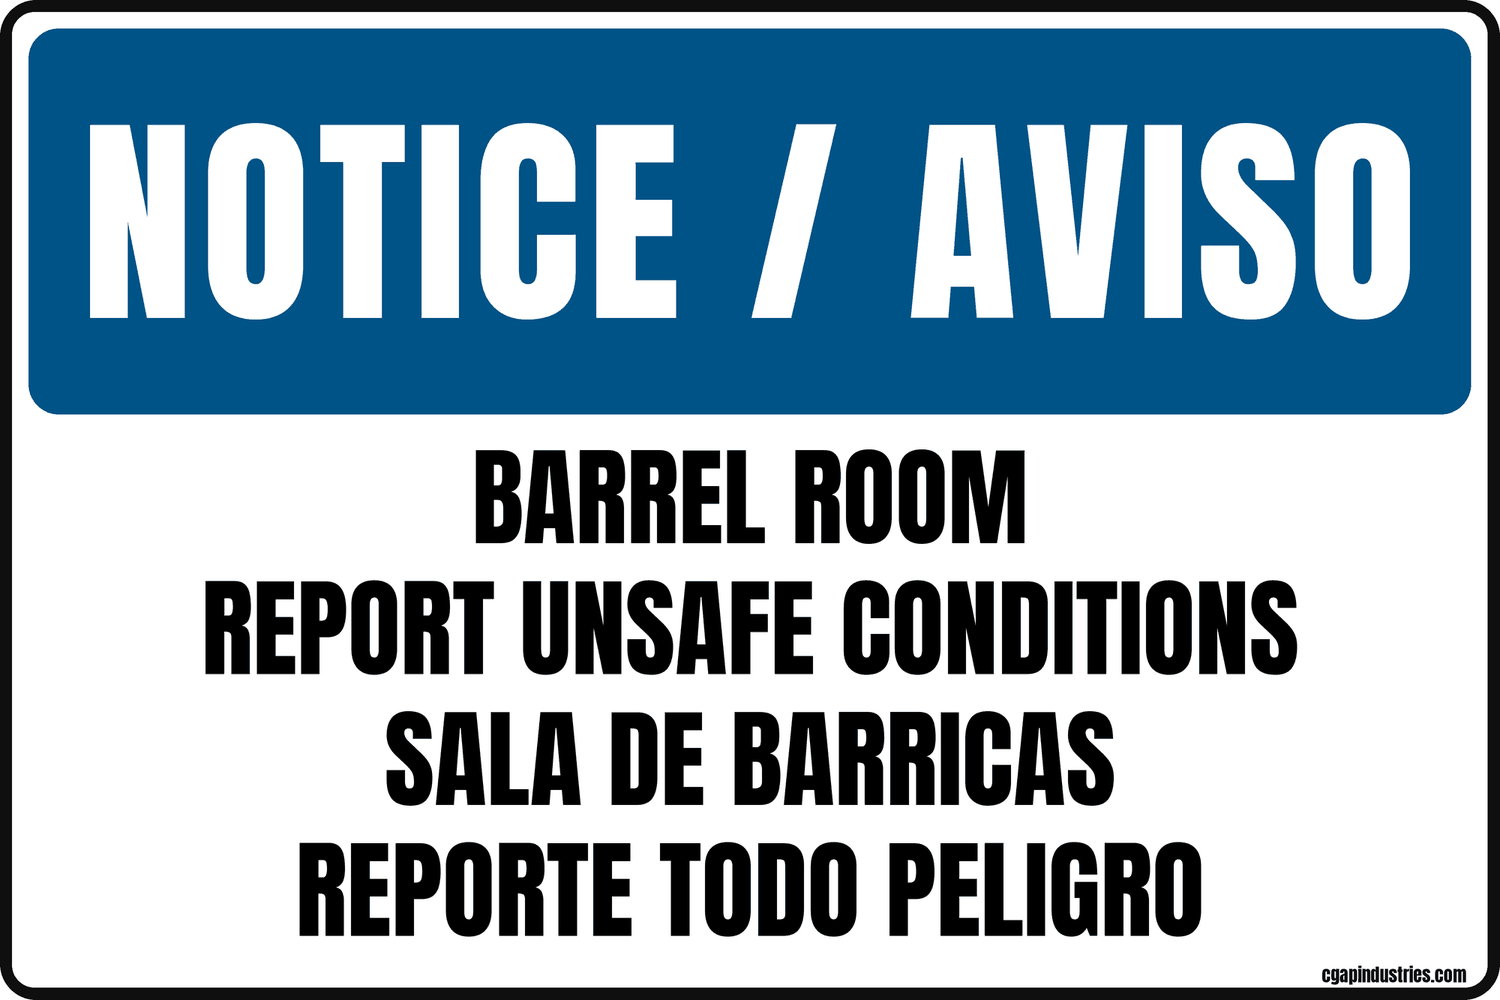 NOTICE / AVISO
BARREL ROOM
REPORT UNSAFE CONDITIONS
SALA DE BARRICAS
REPORTE TODO PELIGRO
cgapindustries.com